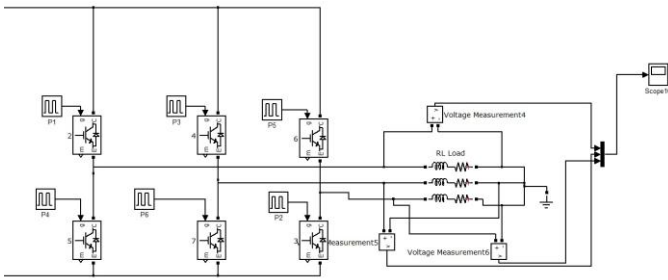 Scope1
Voltage Measurement4
P1
P3
P5
g
C
g
C
g
C
2
4
6
E
E
E
RL Load
P4
P6
P2
g
C
g
C
g
C
5
7
3
Measurement5
Voltage Measurement6
E
E
E